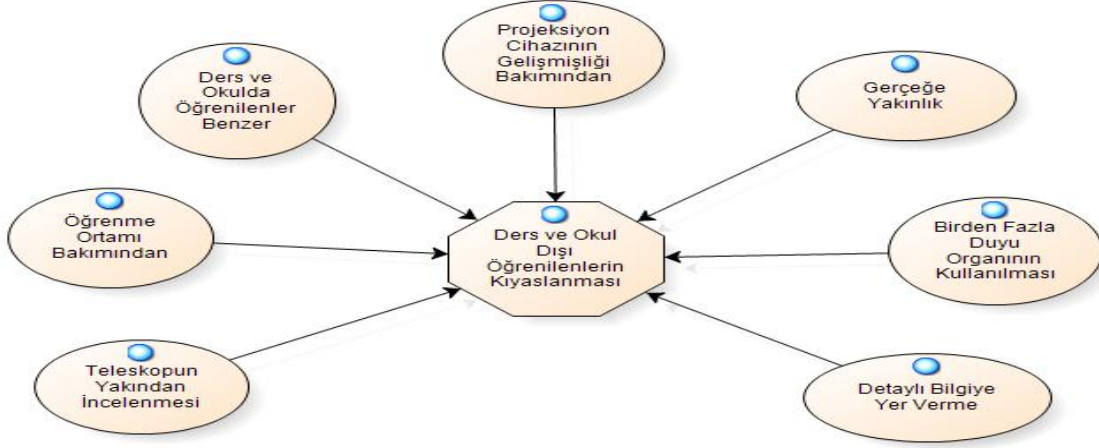 Projeksiyon
Cihazının
Gelişmişliği
Bakımından
Ders ve
Okulda
Öğrenilenler
Benzer
Gerçeğe
Yakınlık
Öğrenme
Ortamı
Bakımından
Ders ve Okul
Dışı
Öğrenilenlerin
Kıyaslanması
Birden Fazla
Duyu
Organının
Kullanılması
Teleskopun
Yakından
İncelenmesi
Detaylı Bilgiye
Yer Verme